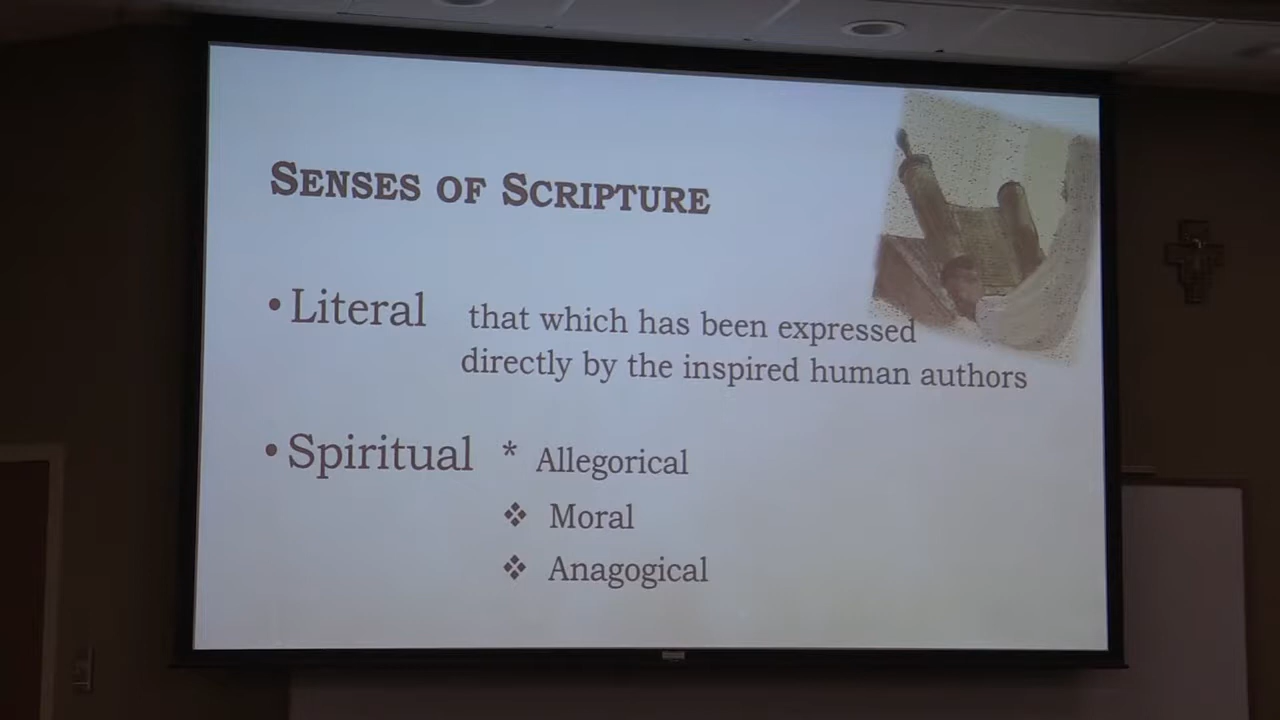 SENSES OF SCRIPTURE
• Literal that which has been expressed
directly by the inspired human authors
• Spiritual * Allegorical
❖ Moral
❖ Anagogical